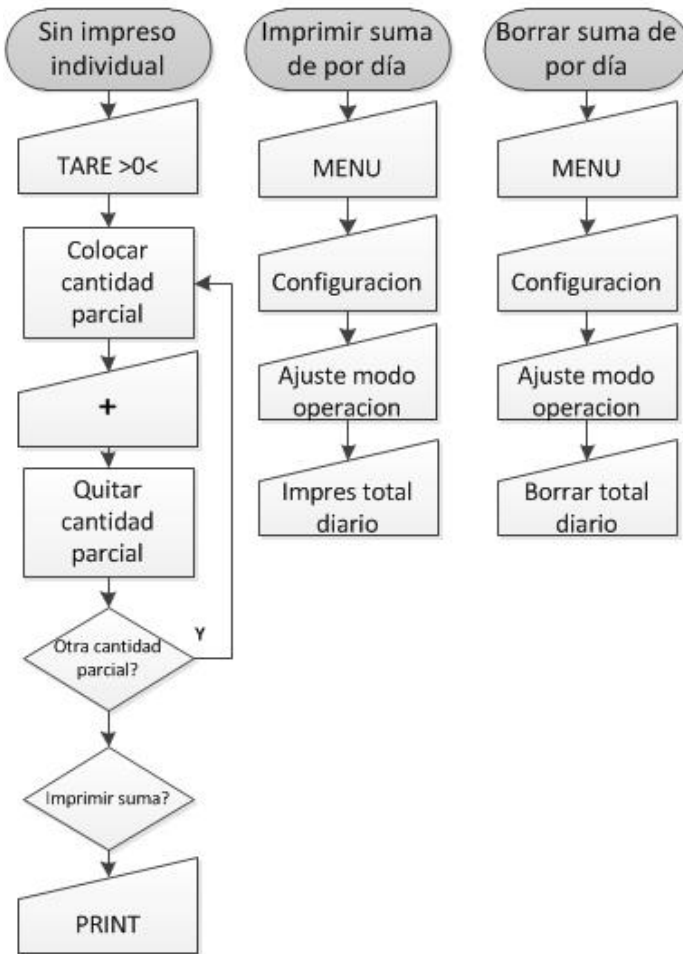 Sin impreso
individual
TARE >0<
Colocar
cantidad
parcial
+
Quitar
cantidad
parcial
Otra cantidad
parcial?
Y
Imprimir suma?
PRINT
Imprimir suma
de por día
MENU
Configuracion
Ajuste modo
operacion
Impres total
diario
Borrar suma de
por día
MENU
Configuracion
Ajuste modo
operacion
Borrar total
diario